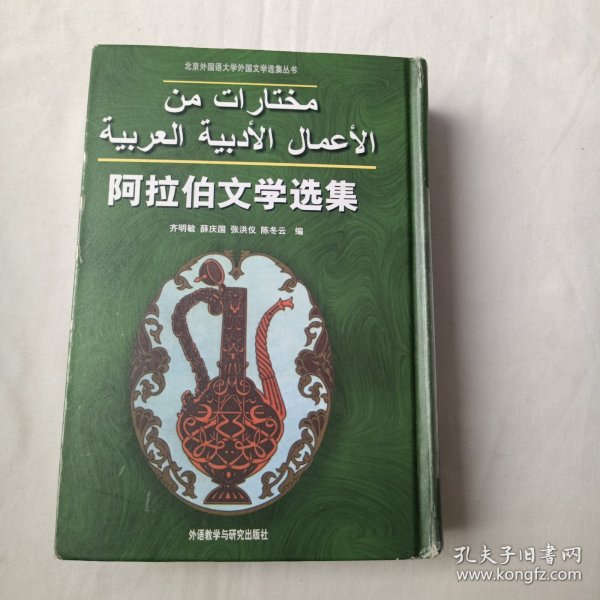 北京外国语大学外国文学选集丛书
مختارات من
الأعمال الأدبية العربية
阿拉伯文学选集
齐明敏 薛庆国 张洪仪 陈冬云 编
外语教学与研究出版社
孔夫子旧书网
www.kongfz.com